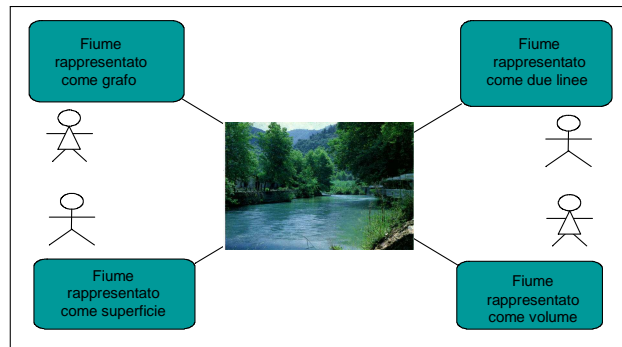 Fiume
rappresentato
come grafo
Fiume
rappresentato
come due linee
Fiume
rappresentato
come superficie
Fiume
rappresentato
come volume